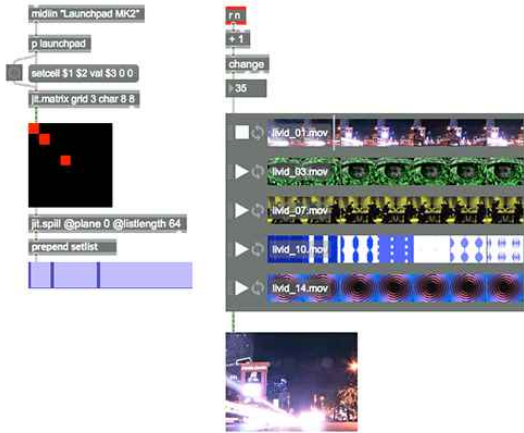 midiin "Launchpad MK2"
p launchpad
setcell $1 $2 val $3 0 0
jit.matrix grid 3 char 8 8
jit.spill @plane 0 @listlength 64
prepend setlist
r n
+ 1
change
35
livid_01.mov
livid_03.mov
livid_07.mov
livid_10.mov
livid_14.mov